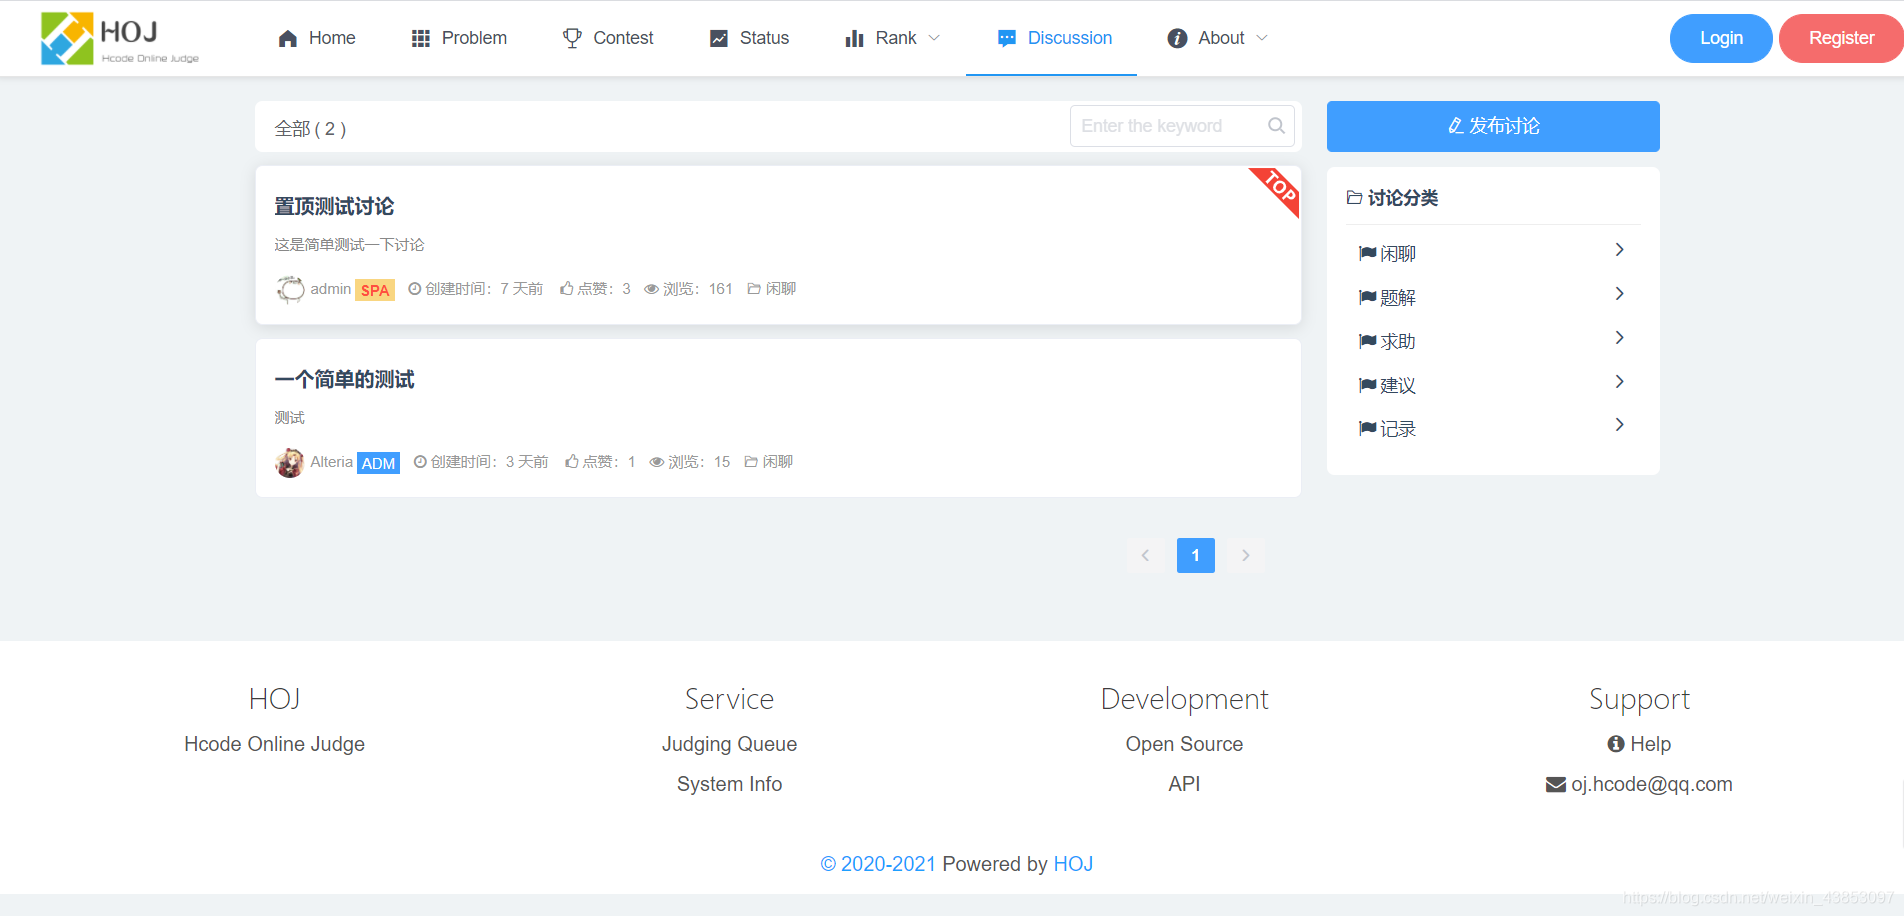 HOJ
Hcode Online Judge
Home
Problem
Contest
Status
Rank
Discussion
About
Login
Register
全部 ( 2 )
Enter the keyword
发布讨论
TOP
置顶测试讨论
这是简单测试一下讨论
admin SPA 创建时间：7 天前 点赞：3 浏览：161 闲聊
一个简单的测试
测试
Alteria ADM 创建时间：3 天前 点赞：1 浏览：15 闲聊
讨论分类
闲聊
题解
求助
建议
记录
1
HOJ
Hcode Online Judge
Service
Judging Queue
System Info
Development
Open Source
API
Support
Help
oj.hcode@qq.com
© 2020-2021 Powered by HOJ
https://blog.csdn.net/weixin_43853097